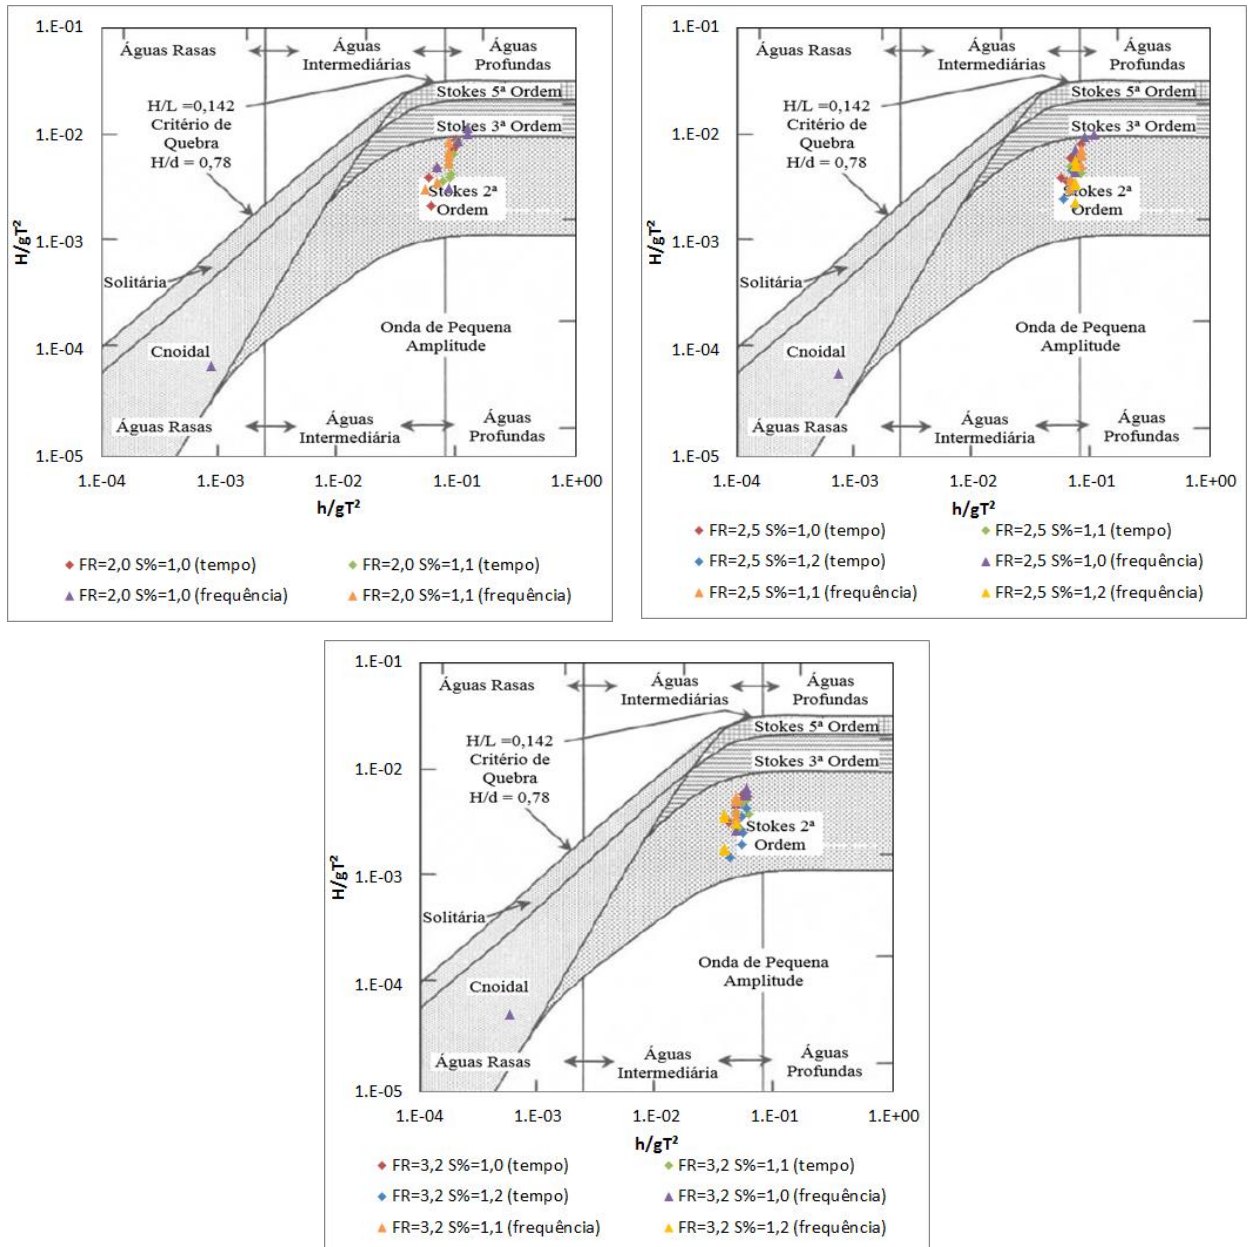 1.E-01
Águas Rasas
Águas
Intermediárias
Águas
Profundas
H/L =0,142
Critério de
Quebra
H/d = 0,78
Stokes 5ª Ordem
Stokes 3ª Ordem
1.E-02
Stokes 2ª
Ordem
1.E-03
H/gT²
Solitária
Onda de Pequena
Amplitude
1.E-04
Cnoidal
Águas Rasas
Águas
Intermediária
Águas
Profundas
1.E-05
1.E-04 1.E-03 1.E-02 1.E-01 1.E+00
h/gT²
FR=2,0 S%=1,0 (tempo) FR=2,0 S%=1,1 (tempo)
FR=2,0 S%=1,0 (frequência) FR=2,0 S%=1,1 (frequência)
1.E-01
Águas Rasas
Águas
Intermediárias
Águas
Profundas
H/L =0,142
Critério de
Quebra
H/d = 0,78
Stokes 5ª Ordem
Stokes 3ª Ordem
1.E-02
Stokes 2ª
Ordem
1.E-03
H/gT²
Solitária
Onda de Pequena
Amplitude
1.E-04
Cnoidal
Águas Rasas
Águas
Intermediária
Águas
Profundas
1.E-05
1.E-04 1.E-03 1.E-02 1.E-01 1.E+00
h/gT²
FR=2,5 S%=1,0 (tempo) FR=2,5 S%=1,1 (tempo)
FR=2,5 S%=1,2 (tempo) FR=2,5 S%=1,0 (frequência)
FR=2,5 S%=1,1 (frequência) FR=2,5 S%=1,2 (frequência)
1.E-01
Águas Rasas
Águas
Intermediárias
Águas
Profundas
H/L =0,142
Critério de
Quebra
H/d = 0,78
Stokes 5ª Ordem
Stokes 3ª Ordem
1.E-02
Stokes 2ª
Ordem
1.E-03
H/gT²
Solitária
Onda de Pequena
Amplitude
1.E-04
Cnoidal
Águas Rasas
Águas
Intermediária
Águas
Profundas
1.E-05
1.E-04 1.E-03 1.E-02 1.E-01 1.E+00
h/gT²
FR=3,2 S%=1,0 (tempo) FR=3,2 S%=1,1 (tempo)
FR=3,2 S%=1,2 (tempo) FR=3,2 S%=1,0 (frequência)
FR=3,2 S%=1,1 (frequência) FR=3,2 S%=1,2 (frequência)